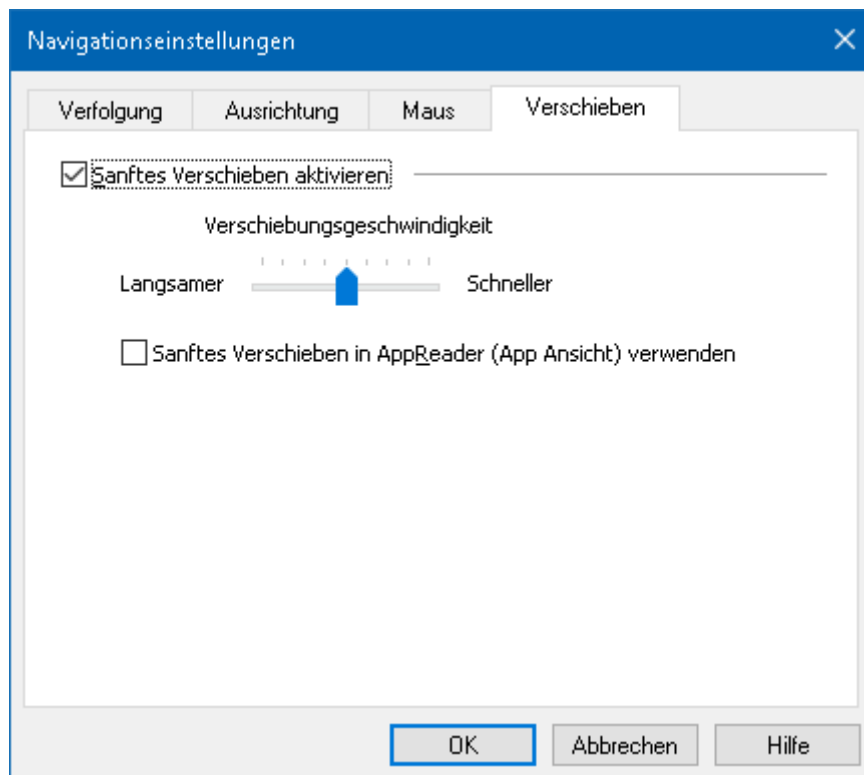 Navigationseinstellungen
Verfolgung Ausrichtung Maus Verschieben
Sanftes Verschieben aktivieren
Verschiebungsgeschwindigkeit
Langsamer Schneller
Sanftes Verschieben in AppReader (App Ansicht) verwenden
OK Abbrechen Hilfe